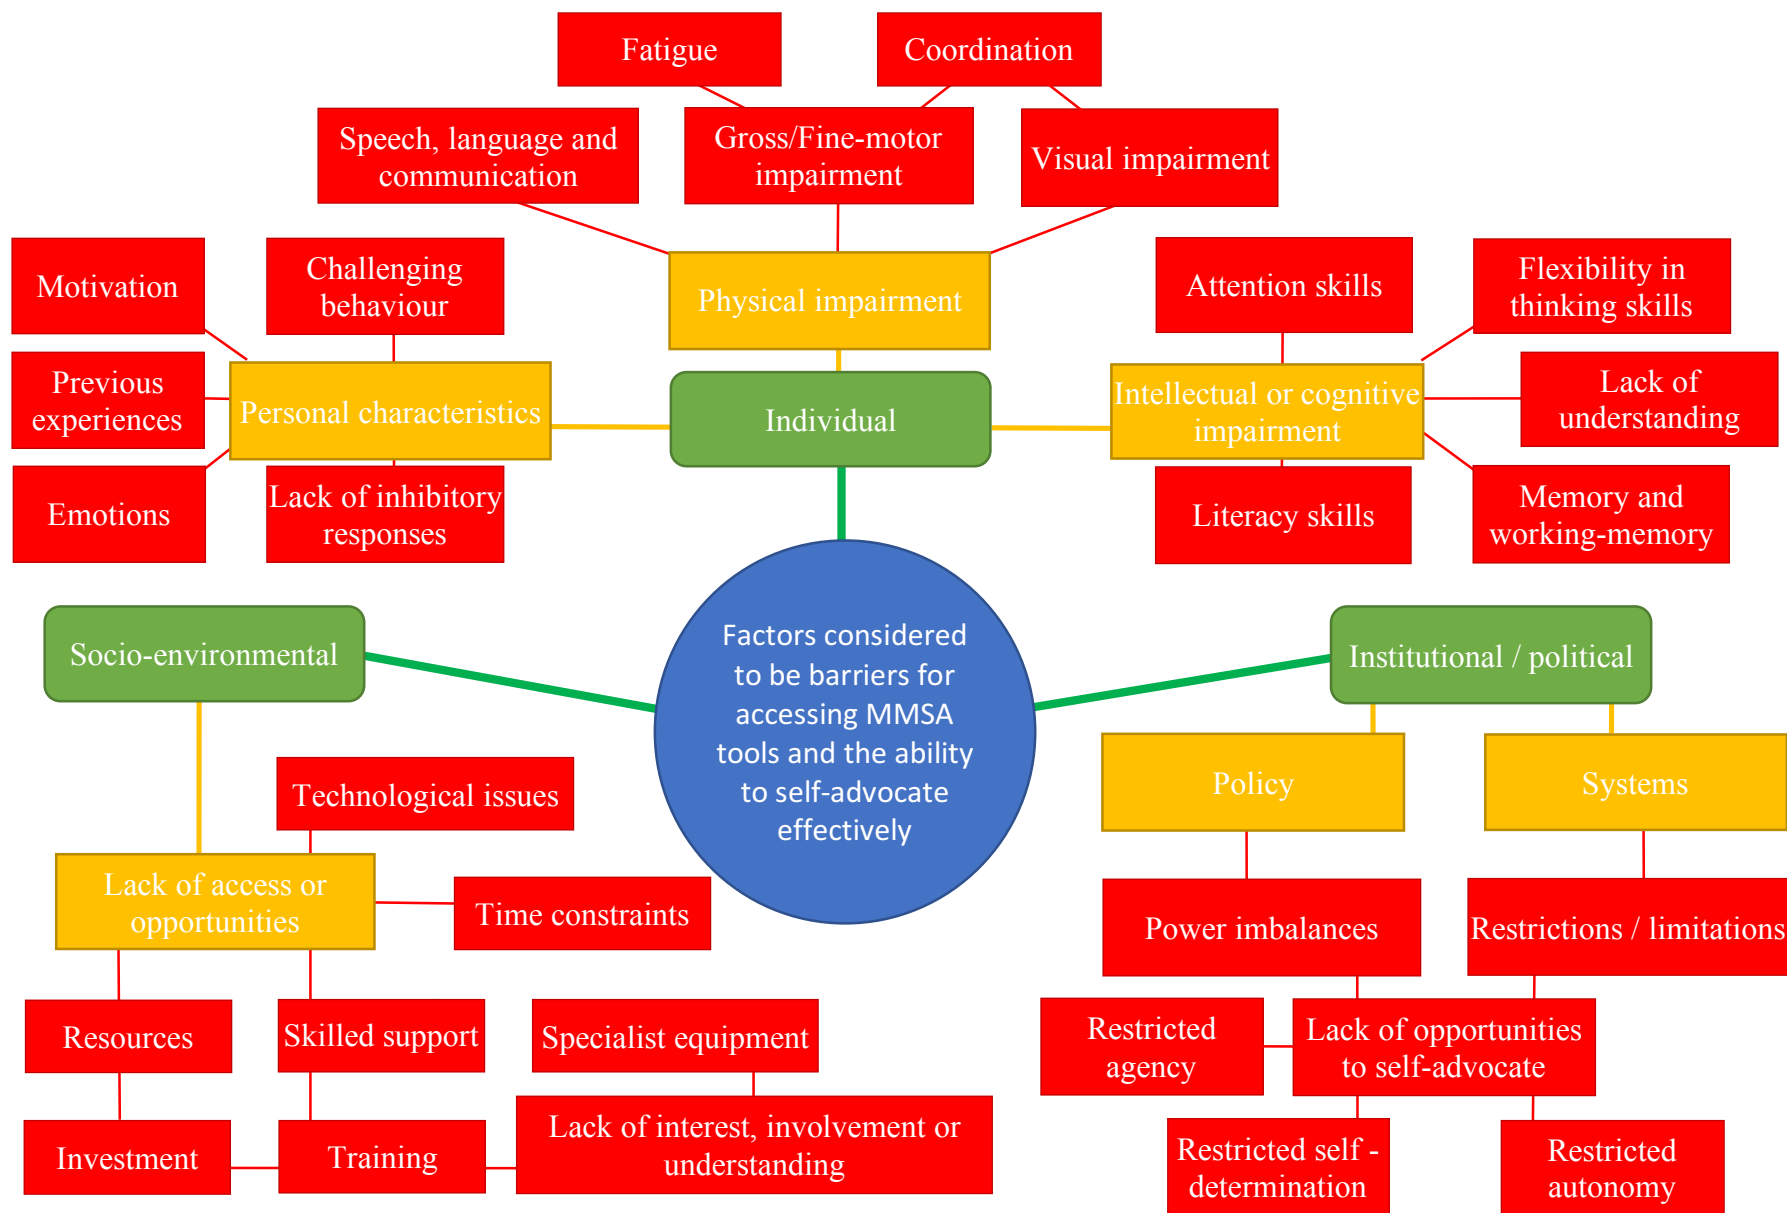 Fatigue
Coordination
Speech, language and
communication
Gross/Fine-motor
impairment
Visual impairment
Motivation
Challenging
behaviour
Physical impairment
Attention skills
Flexibility in
thinking skills
Previous
experiences
Personal characteristics
Individual
Intellectual or cognitive
impairment
Lack of
understanding
Emotions
Lack of inhibitory
responses
Literacy skills
Memory and
working-memory
Socio-environmental
Factors considered
to be barriers for
accessing MMSA
tools and the ability
to self-advocate
effectively
Institutional / political
Technological issues
Policy
Systems
Lack of access or
opportunities
Time constraints
Power imbalances
Restrictions / limitations
Resources
Skilled support
Specialist equipment
Restricted
agency
Lack of opportunities
to self-advocate
Investment
Training
Lack of interest, involvement or
understanding
Restricted self -
determination
Restricted
autonomy